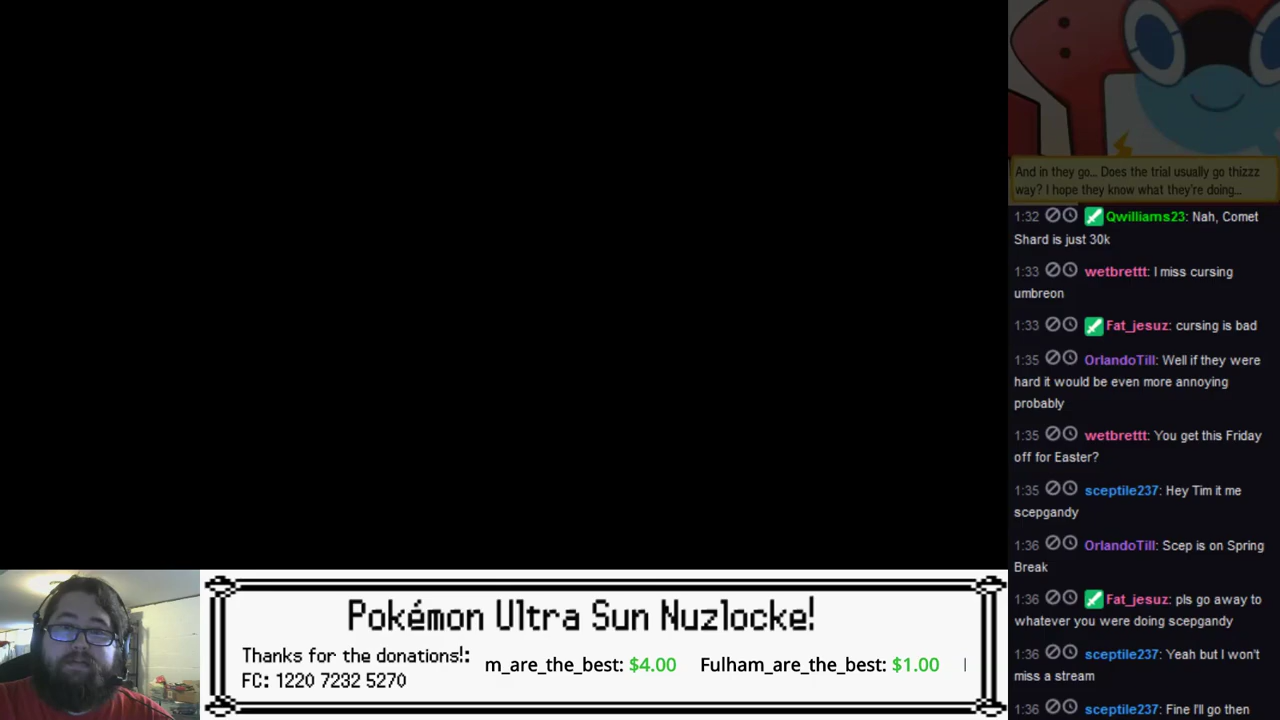 And in they go... Does the trial usually go thizzz
way? I hope they know what they're doing...
1:32 Qwilliams23: Nah, Comet
Shard is just 30k
1:33 wetbrettt: I miss cursing
umbreon
1:33 Fat_jesuz: cursing is bad
1:35 OrlandoTill: Well if they were
hard it would be even more annoying
probably
1:35 wetbrettt: You get this Friday
off for Easter?
1:35 sceptile237: Hey Tim it me
scepgandy
1:36 OrlandoTill: Scep is on Spring
Break
1:36 Fat_jesuz: pls go away to
whatever you were doing scepgandy
1:36 sceptile237: Yeah but I won't
miss a stream
1:36 sceptile237: Fine I'll go then
Pokémon Ultra Sun Nuzlocke!
Thanks for the donations!:
m_are_the_best: $4.00 Fulham_are_the_best: $1.00
FC: 1220 7232 5270